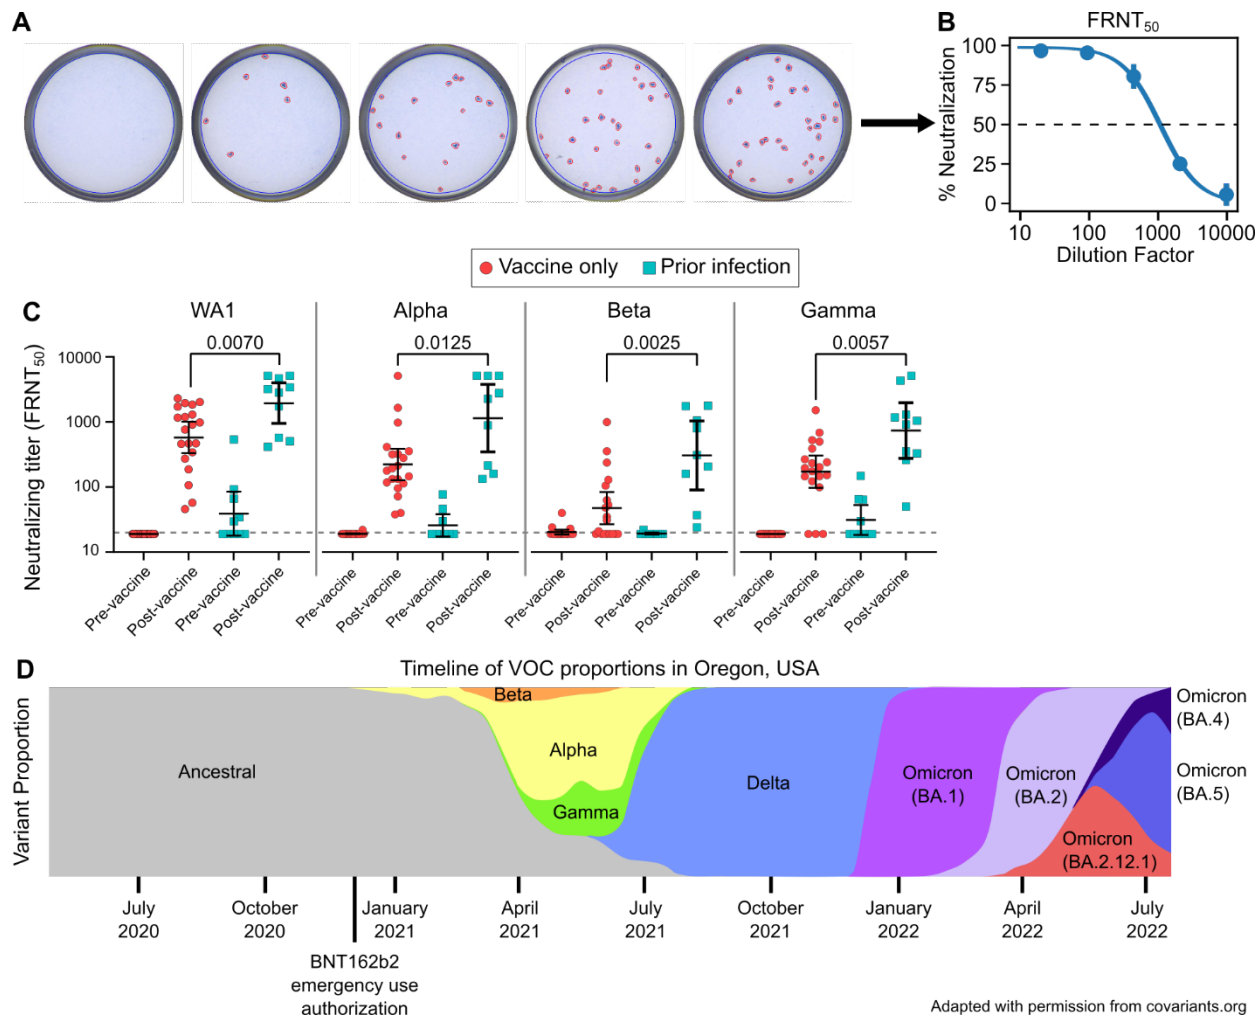 A
B
FRNT50
100
75
50
25
0
% Neutralization
10 100 1000 10000
Dilution Factor
Vaccine only Prior infection
C
WA1 Alpha Beta Gamma
0.0070 0.0125 0.0025 0.0057
10000
1000
100
10
Neutralizing titer (FRNT50)
Pre-vaccine Post-vaccine Pre-vaccine Post-vaccine Pre-vaccine Post-vaccine Pre-vaccine Post-vaccine Pre-vaccine Post-vaccine Pre-vaccine Post-vaccine Pre-vaccine Post-vaccine Pre-vaccine Post-vaccine
D
Timeline of VOC proportions in Oregon, USA
Variant Proportion
Ancestral
Beta
Alpha
Gamma
Delta
Omicron
(BA.1)
Omicron
(BA.2)
Omicron
(BA.2.12.1)
Omicron
(BA.4)
Omicron
(BA.5)
July October January April July October January April July
2020 2020 2021 2021 2021 2021 2022 2022 2022
BNT162b2
emergency use
authorization
Adapted with permission from covariants.org